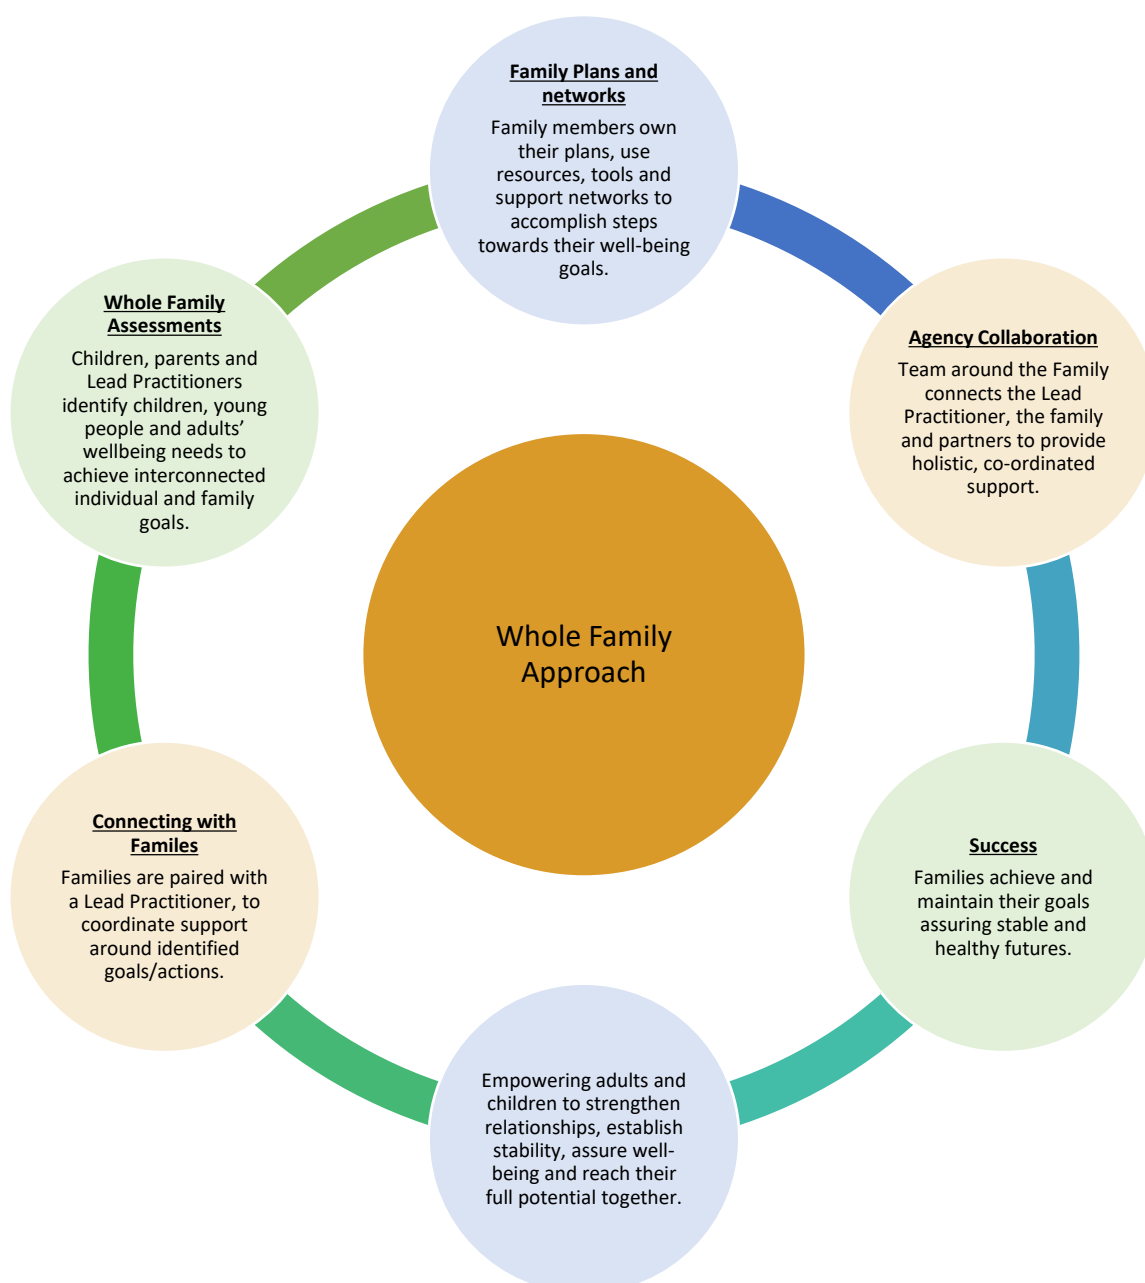 Family Plans and
networks
Family members own
their plans, use
resources, tools and
support networks to
accomplish steps
towards their well-being
goals.
Agency Collaboration
Team around the Family
connects the Lead
Practitioner, the family
and partners to provide
holistic, co-ordinated
support.
Success
Families achieve and
maintain their goals
assuring stable and
healthy futures.
Empowering adults and
children to strengthen
relationships, establish
stability, assure well-
being and reach their
full potential together.
Connecting with
Familes
Families are paired with
a Lead Practitioner, to
coordinate support
around identified
goals/actions.
Whole Family
Assessments
Children, parents and
Lead Practitioners
identify children, young
people and adults’
wellbeing needs to
achieve interconnected
individual and family
goals.
Whole Family
Approach